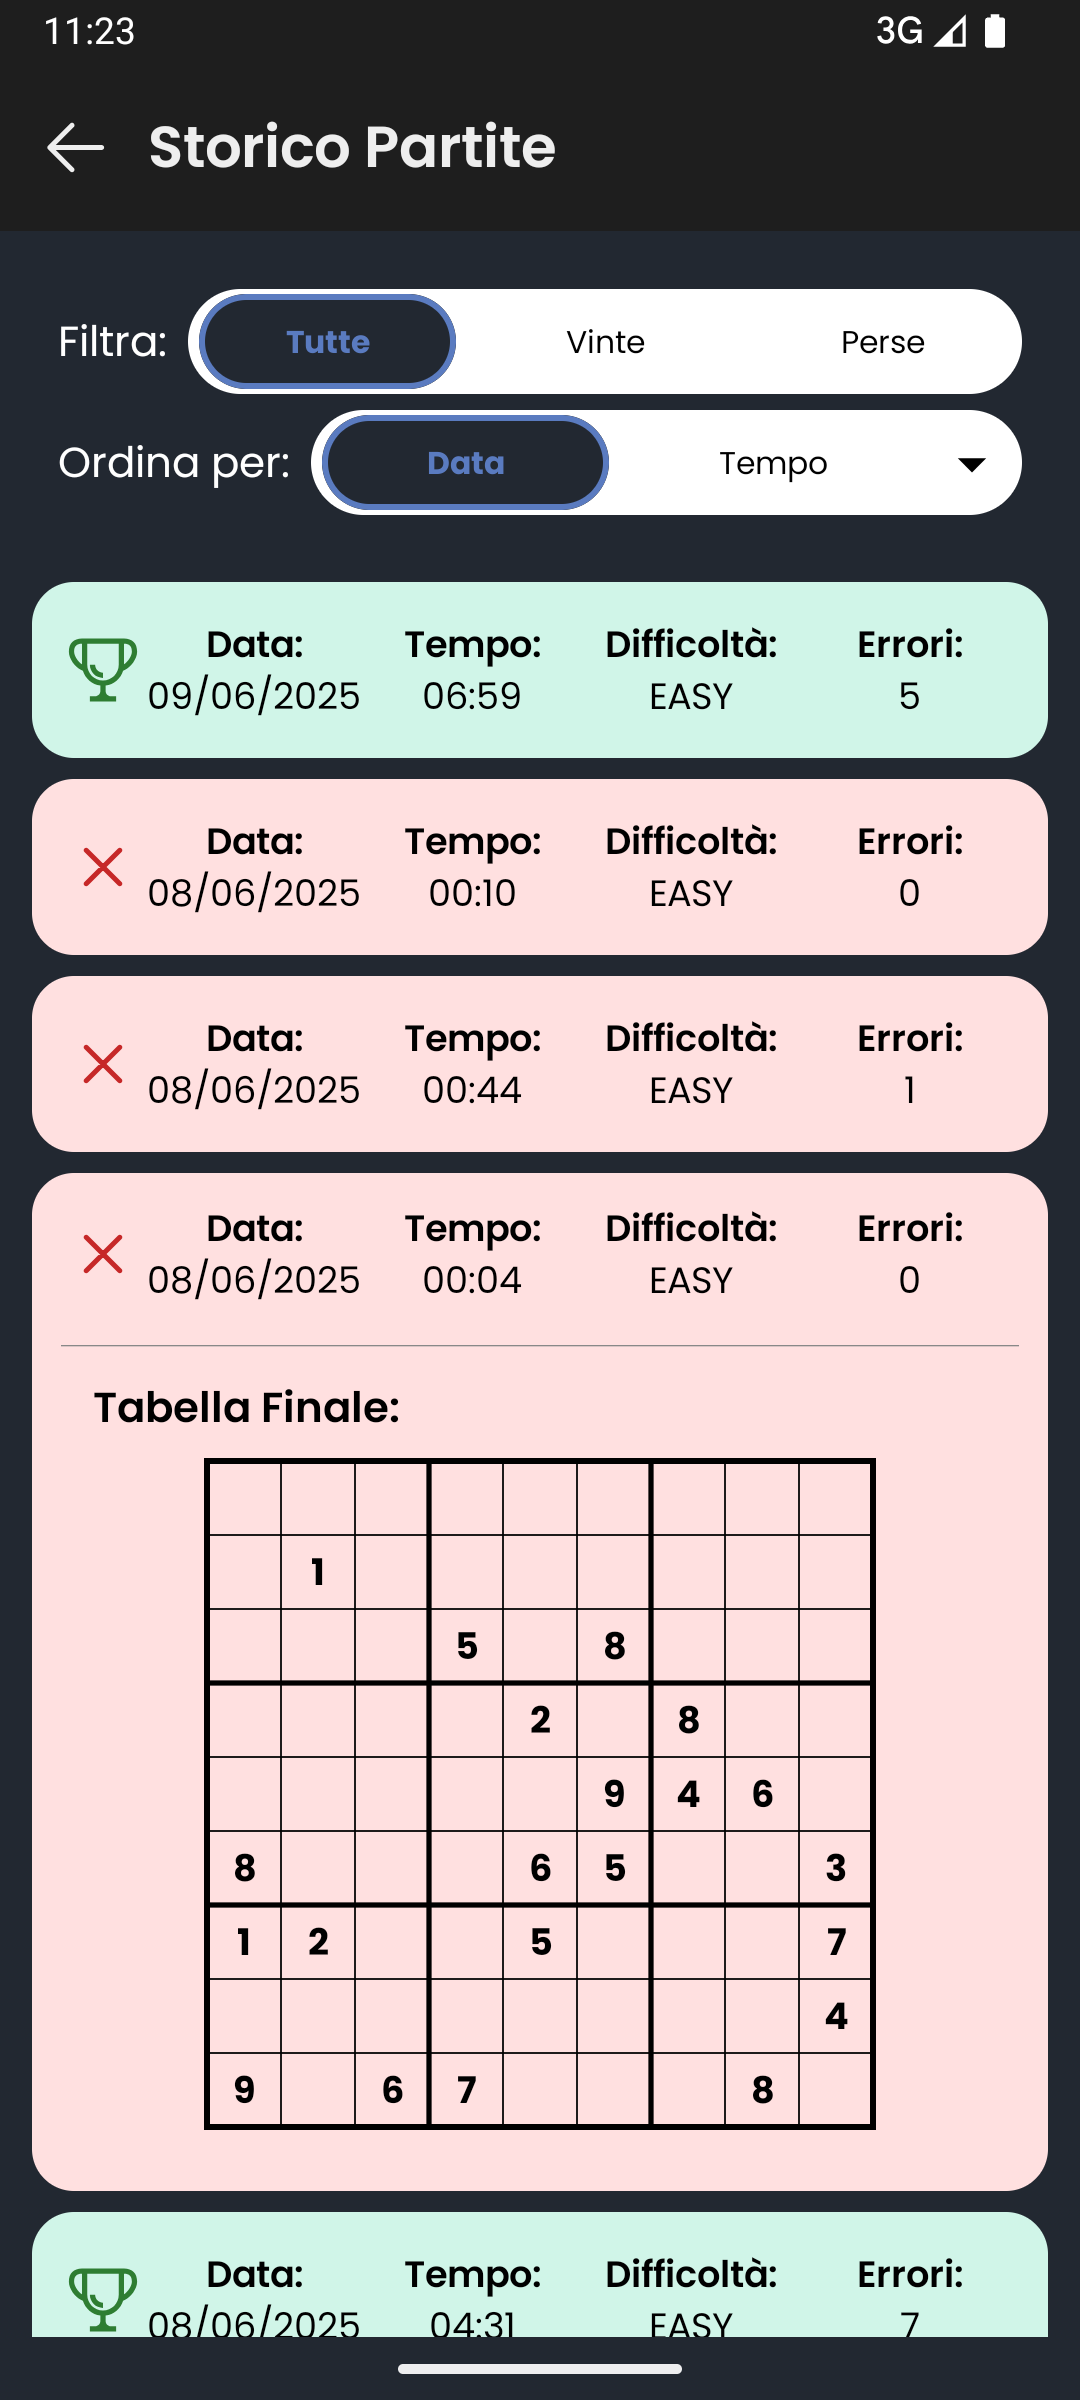 11:23 3G
Storico Partite
Filtra: Tutte Vinte Perse
Ordina per: Data Tempo
Data: Tempo: Difficoltà: Errori:
09/06/2025 06:59 EASY 5
Data: Tempo: Difficoltà: Errori:
08/06/2025 00:10 EASY 0
Data: Tempo: Difficoltà: Errori:
08/06/2025 00:44 EASY 1
Data: Tempo: Difficoltà: Errori:
08/06/2025 00:04 EASY 0
Tabella Finale:
1
5 8
2 8
9 4 6
8 6 5 3
1 2 5 7
4
9 6 7 8
Data: Tempo: Difficoltà: Errori:
08/06/2025 04:31 EASY 7